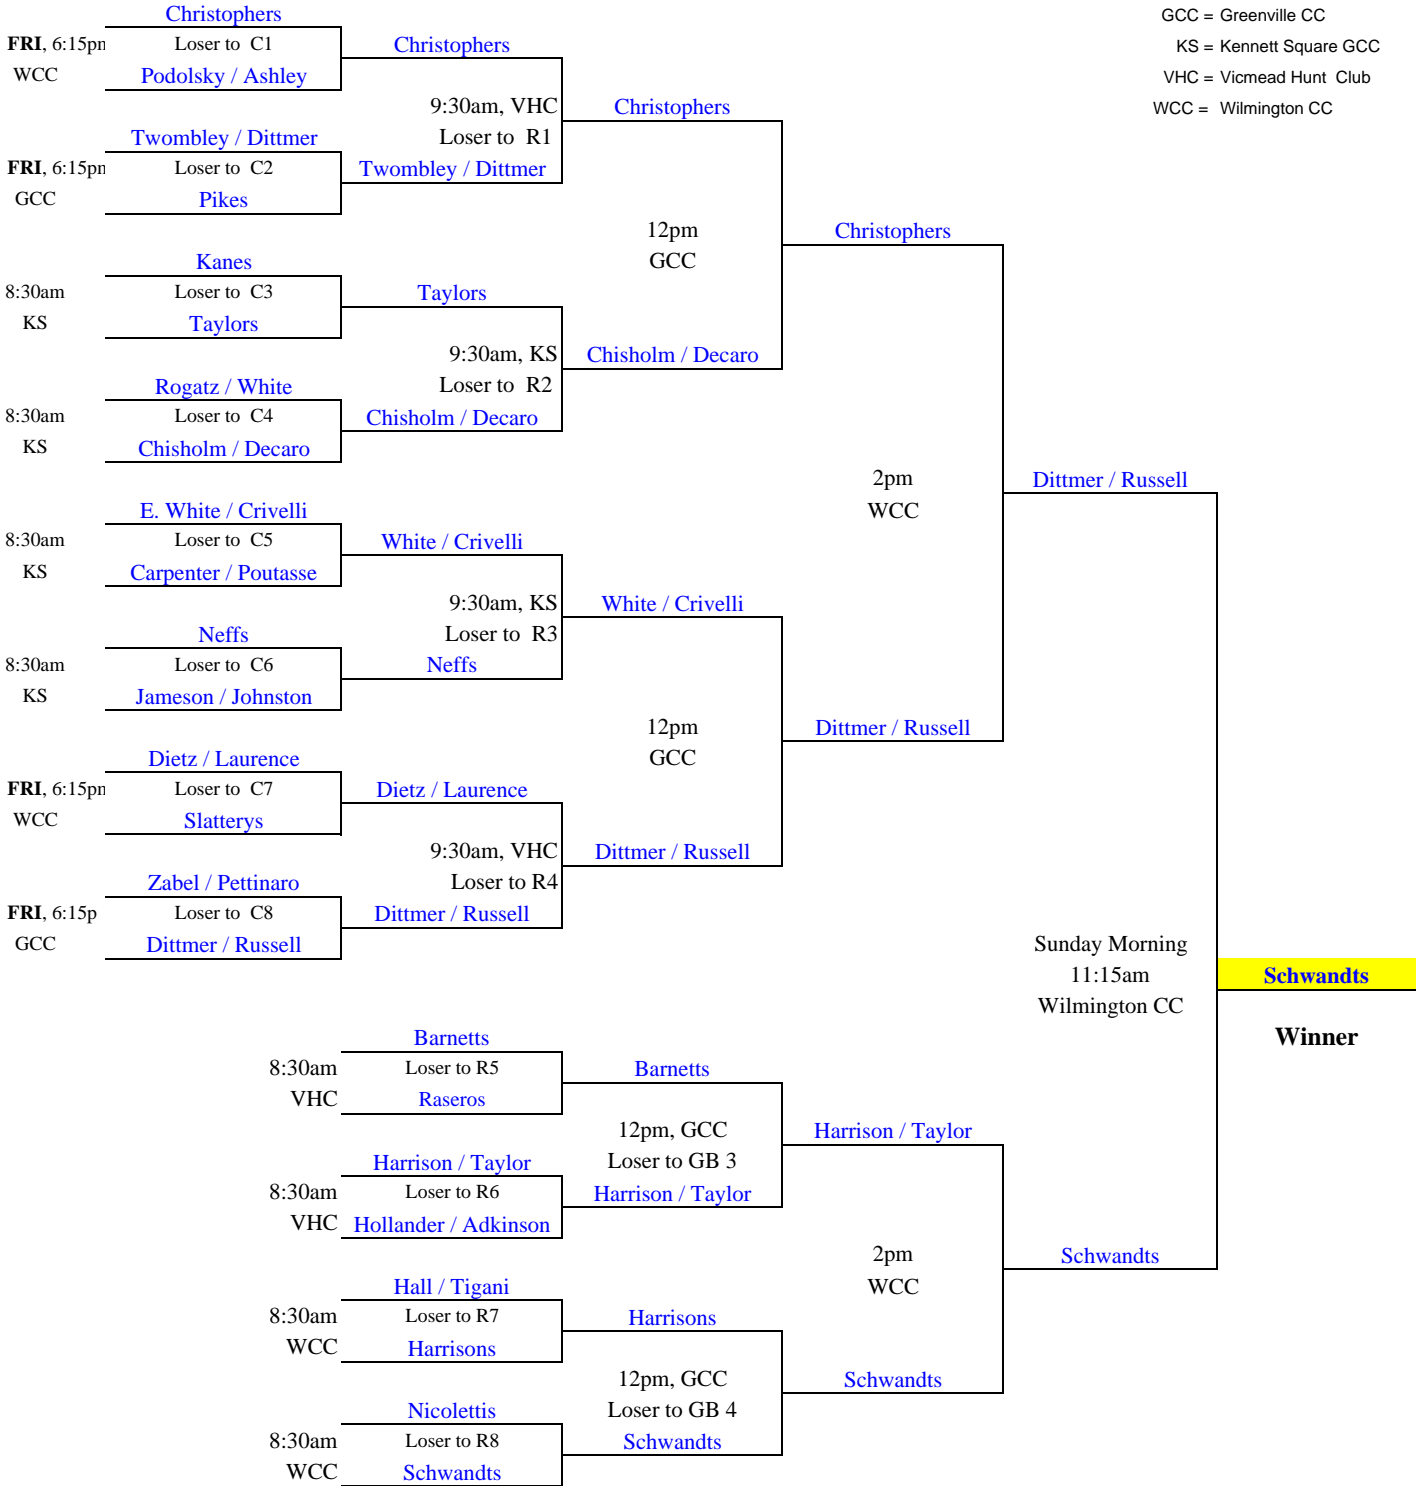 Christophers
GCC = Greenville CC
FRI, 6:15pm
Loser to C1
Christophers
KS = Kennett Square GCC
WCC
Podolsky / Ashley
VHC = Vicmead Hunt Club
9:30am, VHC
Christophers
WCC = Wilmington CC
Twombley / Dittmer
Loser to R1
FRI, 6:15pm
Loser to C2
Twombley / Dittmer
GCC
Pikes
12pm
Christophers
Kanes
GCC
8:30am
Loser to C3
Taylors
KS
Taylors
9:30am, KS
Chisholm / Decaro
Rogatz / White
Loser to R2
8:30am
Loser to C4
Chisholm / Decaro
KS
Chisholm / Decaro
2pm
Dittmer / Russell
E. White / Crivelli
WCC
8:30am
Loser to C5
White / Crivelli
KS
Carpenter / Poutasse
9:30am, KS
White / Crivelli
Neffs
Loser to R3
8:30am
Loser to C6
Neffs
KS
Jameson / Johnston
12pm
Dittmer / Russell
Dietz / Laurence
GCC
FRI, 6:15pm
Loser to C7
Dietz / Laurence
WCC
Slatterys
9:30am, VHC
Dittmer / Russell
Zabel / Pettinaro
Loser to R4
FRI, 6:15p
Loser to C8
Dittmer / Russell
GCC
Dittmer / Russell
Sunday Morning
11:15am
Schwandts
Wilmington CC
Barnetts
Winner
8:30am
Loser to R5
Barnetts
VHC
Raseros
12pm, GCC
Harrison / Taylor
Harrison / Taylor
Loser to GB 3
8:30am
Loser to R6
Harrison / Taylor
VHC
Hollander / Adkinson
2pm
Schwandts
Hall / Tigani
WCC
8:30am
Loser to R7
Harrisons
WCC
Harrisons
12pm, GCC
Schwandts
Nicolettis
Loser to GB 4
8:30am
Loser to R8
Schwandts
WCC
Schwandts